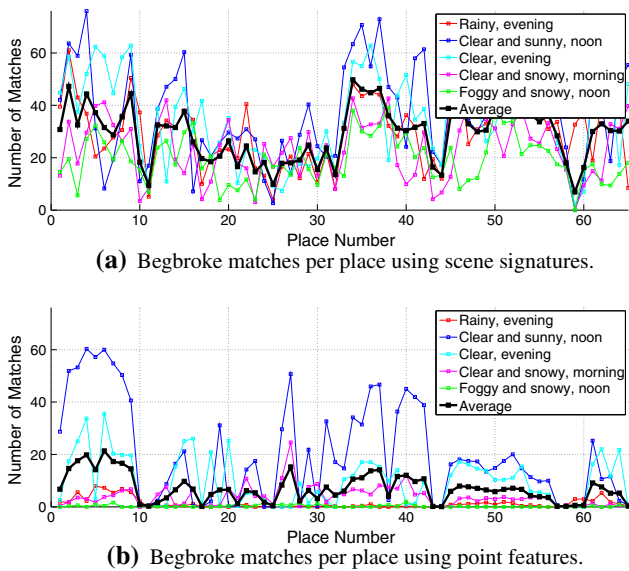 Number of Matches
60
40
20
0
0 10 20 30 40 50 60
Place Number
Rainy, evening
Clear and sunny, noon
Clear, evening
Clear and snowy, morning
Foggy and snowy, noon
Average
(a) Begbroke matches per place using scene signatures.
Number of Matches
60
40
20
0
0 10 20 30 40 50 60
Place Number
Rainy, evening
Clear and sunny, noon
Clear, evening
Clear and snowy, morning
Foggy and snowy, noon
Average
(b) Begbroke matches per place using point features.